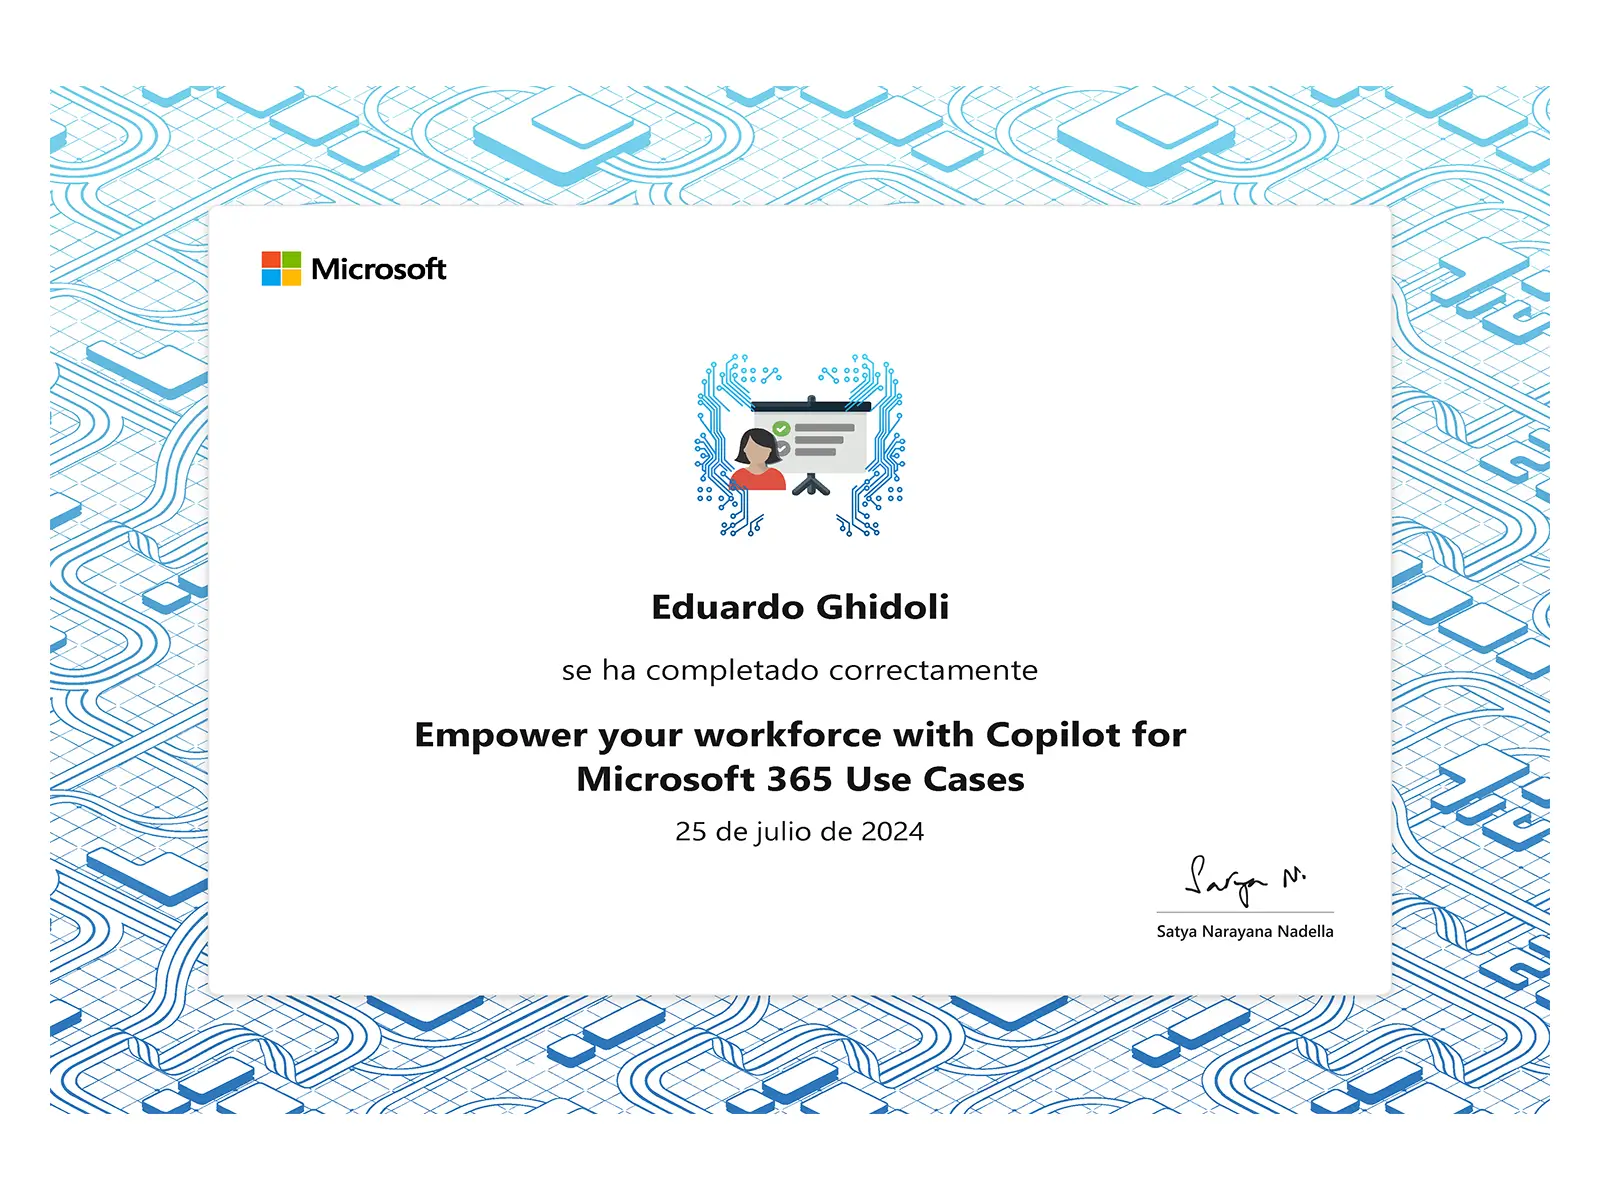 Microsoft
Eduardo Ghidoli
se ha completado correctamente
Empower your workforce with Copilot for
Microsoft 365 Use Cases
25 de julio de 2024
Satya N.
Satya Narayana Nadella